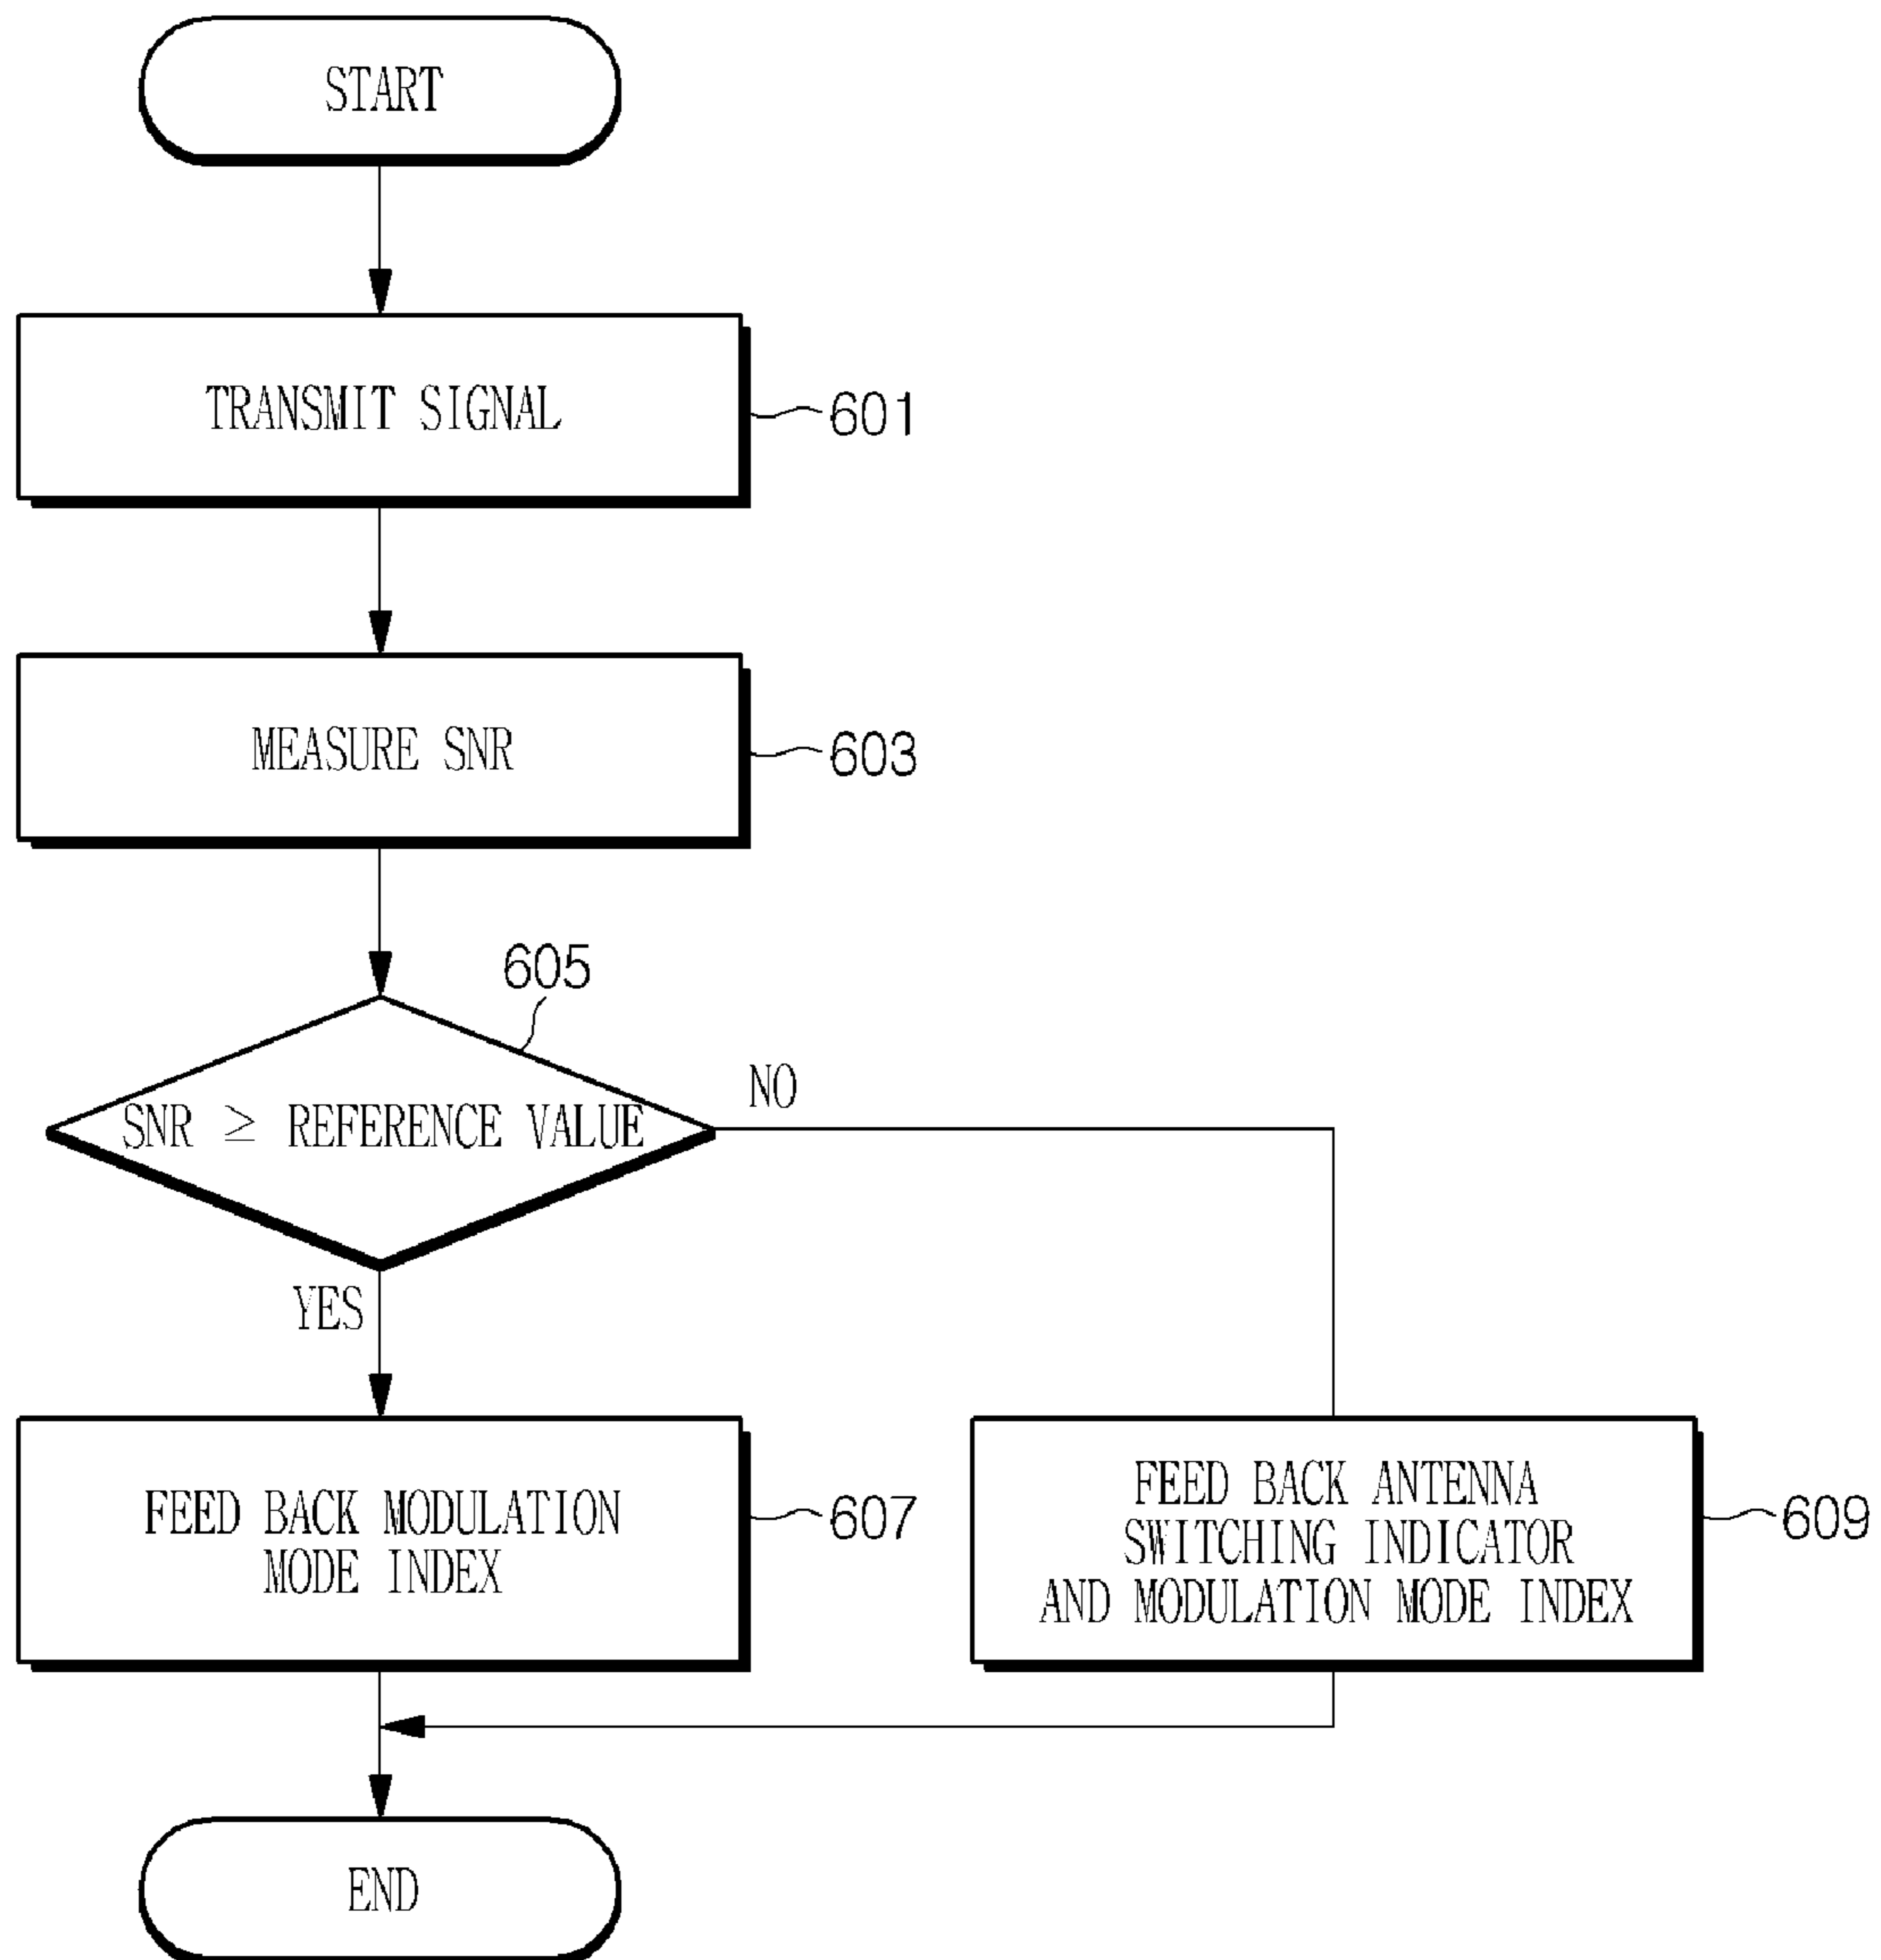 START
TRANSMIT SIGNAL
601
MEASURE SNR
603
605
SNR ≥ REFERENCE VALUE
NO
YES
FEED BACK MODULATION
MODE INDEX
607
FEED BACK ANTENNA
SWITCHING INDICATOR
AND MODULATION MODE INDEX
609
END